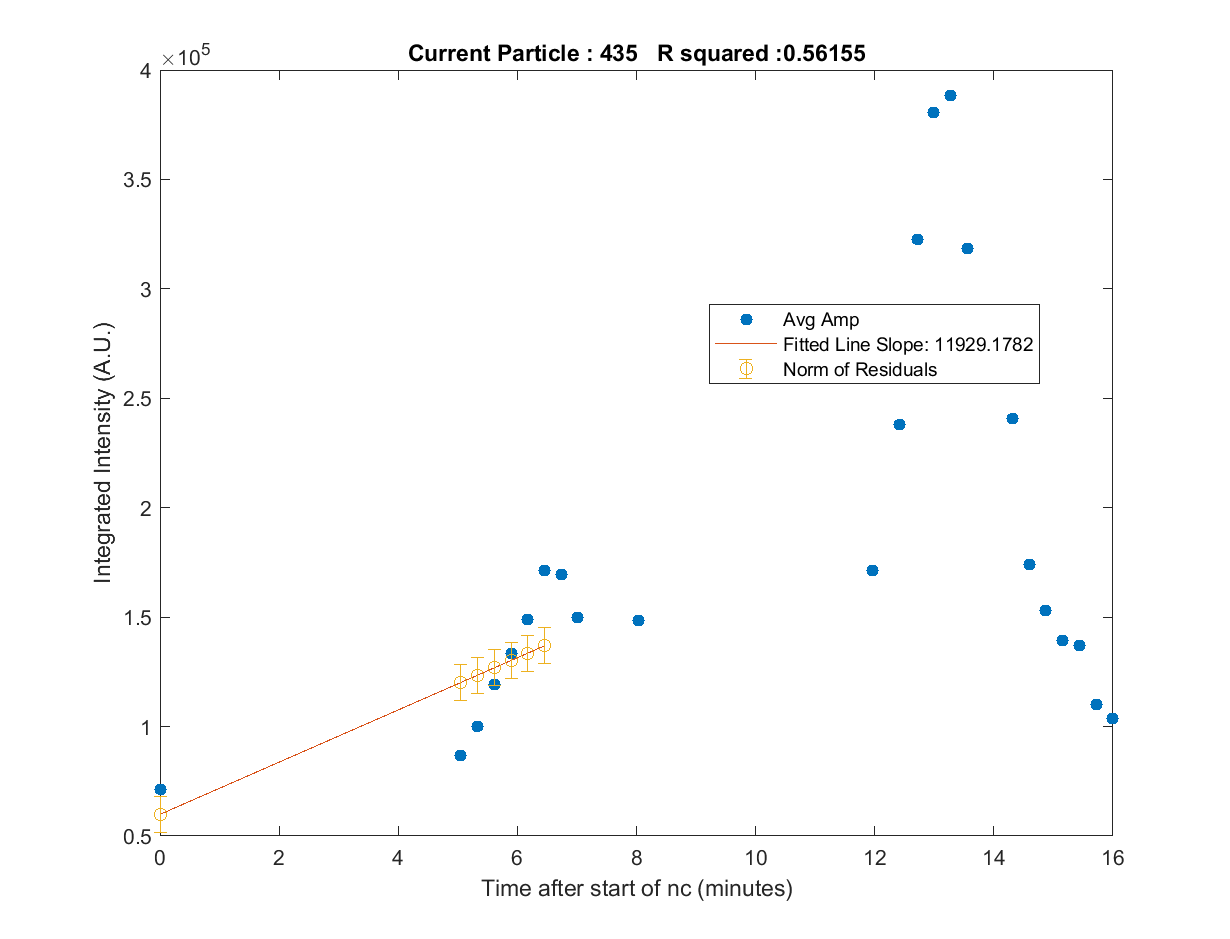 Current Particle : 435 R squared :0.56155
×10^5
4
3.5
3
2.5
2
1.5
1
0.5
0 2 4 6 8 10 12 14 16
Time after start of nc (minutes)
Integrated Intensity (A.U.)
Avg Amp
Fitted Line Slope: 11929.1782
Norm of Residuals